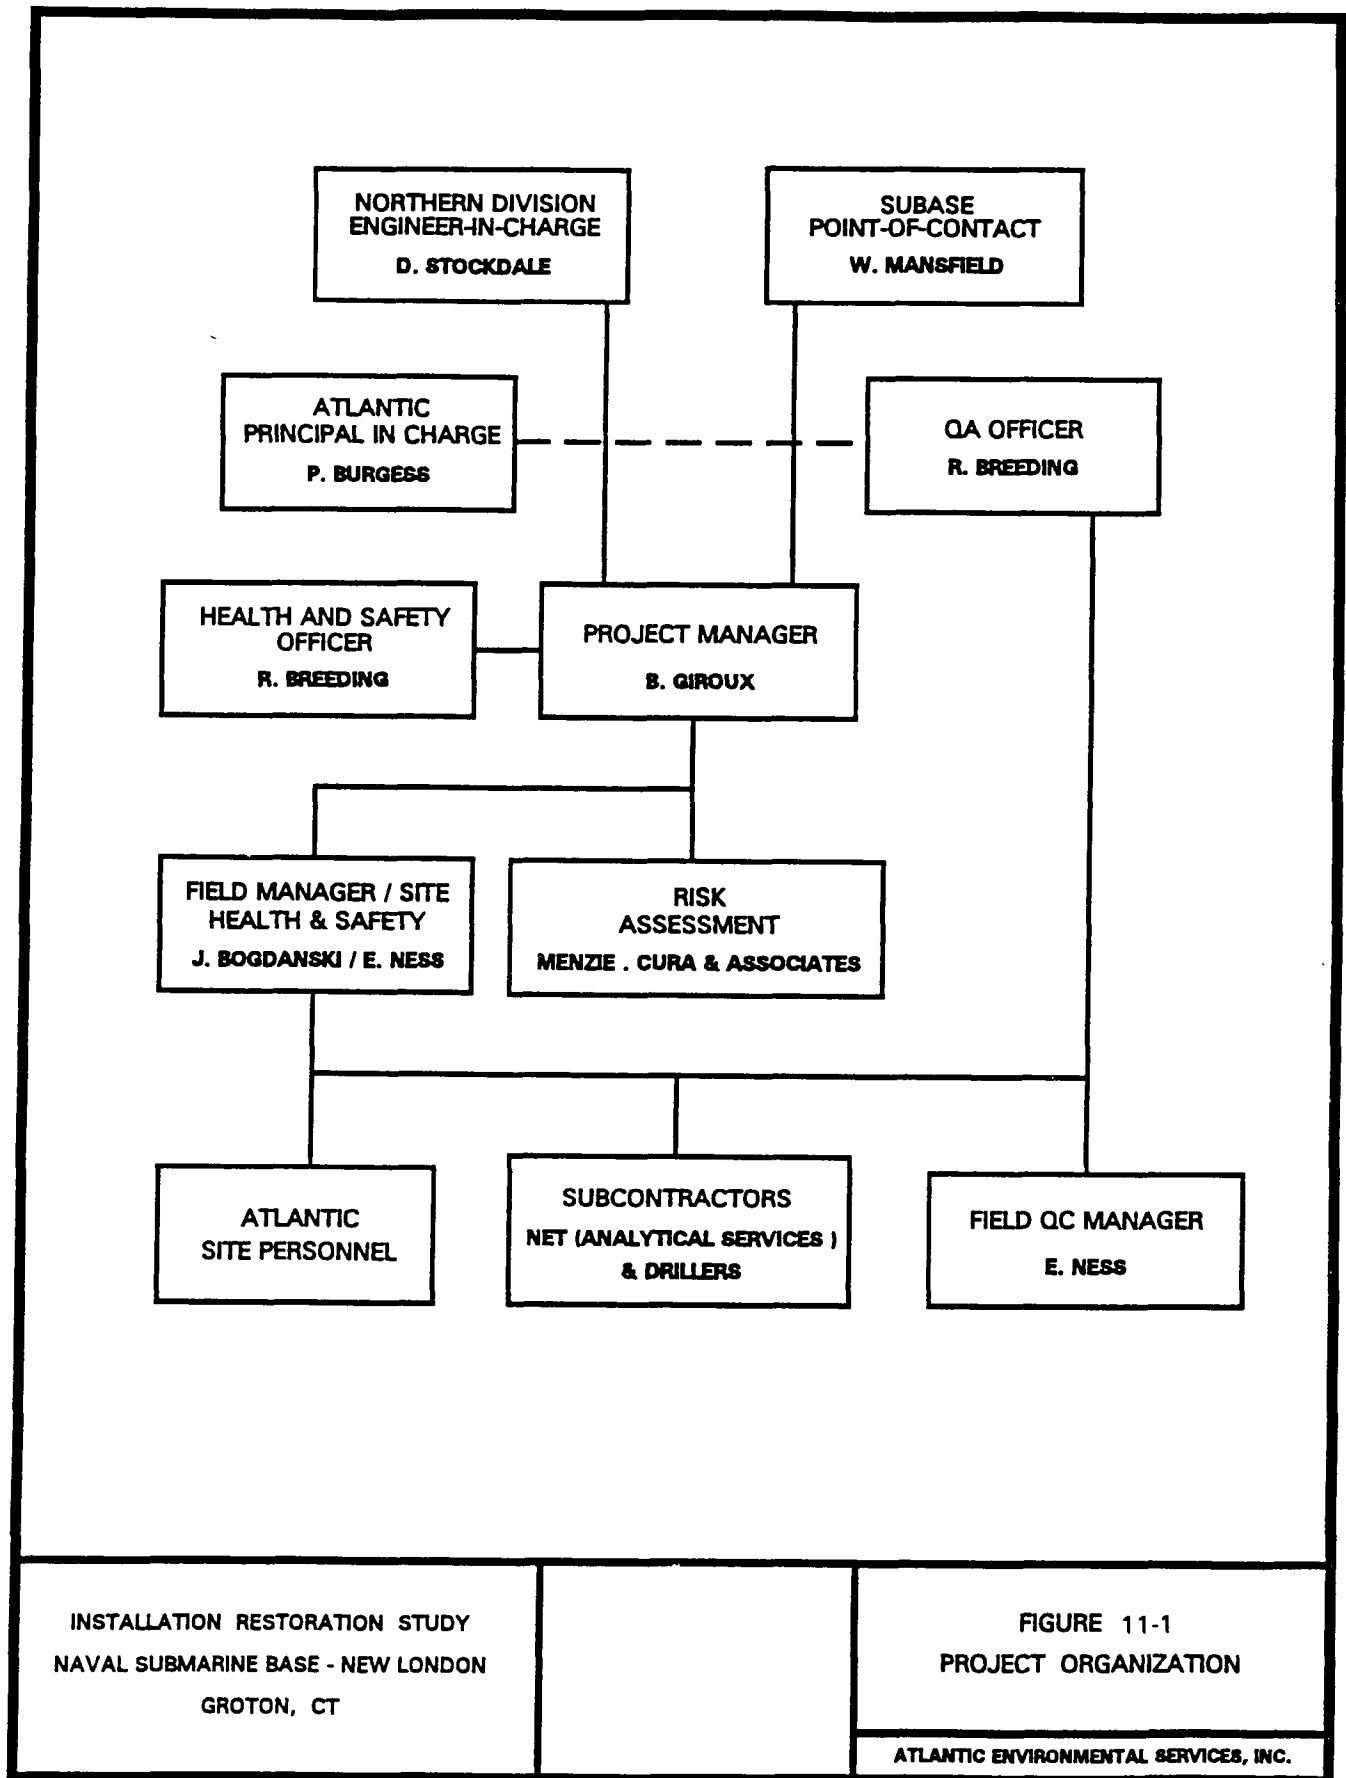 NORTHERN DIVISION
ENGINEER-IN-CHARGE
D. STOCKDALE
SUBASE
POINT-OF-CONTACT
W. MANSFIELD
ATLANTIC
PRINCIPAL IN CHARGE
P. BURGESS
QA OFFICER
R. BREEDING
HEALTH AND SAFETY
OFFICER
R. BREEDING
PROJECT MANAGER
B. GIROUX
FIELD MANAGER / SITE
HEALTH & SAFETY
J. BOGDANSKI / E. NESS
RISK
ASSESSMENT
MENZIE . CURA & ASSOCIATES
ATLANTIC
SITE PERSONNEL
SUBCONTRACTORS
NET (ANALYTICAL SERVICES )
& DRILLERS
FIELD QC MANAGER
E. NESS
INSTALLATION RESTORATION STUDY
NAVAL SUBMARINE BASE - NEW LONDON
GROTON, CT
FIGURE 11-1
PROJECT ORGANIZATION
ATLANTIC ENVIRONMENTAL SERVICES, INC.